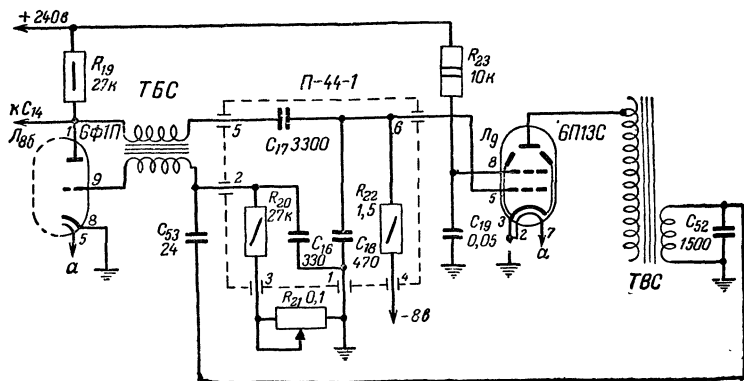 +240в
R19
27к
ТБС
П-44-1
R23
10к
кС14
Л8б
1
6ф1П
5
C17 3300
6
Л9
6П13С
9
2
R20
27к
R22
1,5
8
5
8
5
а
C53
24
C16
330
C18
470
C19
0,05
3
2
7
а
C52
1500
3
1
4
R21 0,1
-8в
ТВС